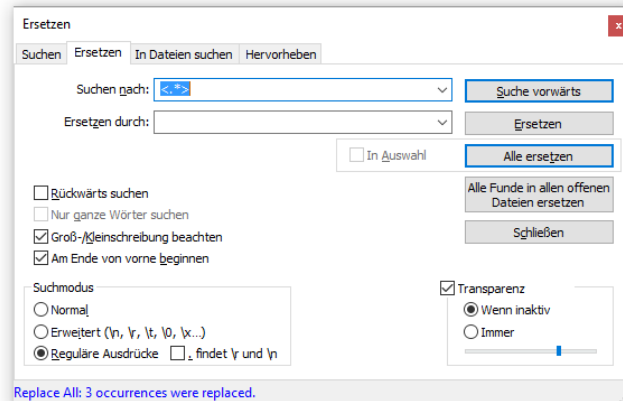 Ersetzen
x
Suchen Ersetzen In Dateien suchen Hervorheben
Suchen nach: <.*> Suche vorwärts
Ersetzen durch: Ersetzen
In Auswahl Alle ersetzen
Rückwärts suchen Alle Funde in allen offenen
Dateien ersetzen
Nur ganze Wörter suchen
Groß-/Kleinschreibung beachten Schließen
Am Ende von vorne beginnen
Suchmodus Transparenz
Normal Wenn inaktiv
Erweitert (\n, \r, \t, \0, \x...) Immer
Reguläre Ausdrücke . findet \r und \n
Replace All: 3 occurrences were replaced.